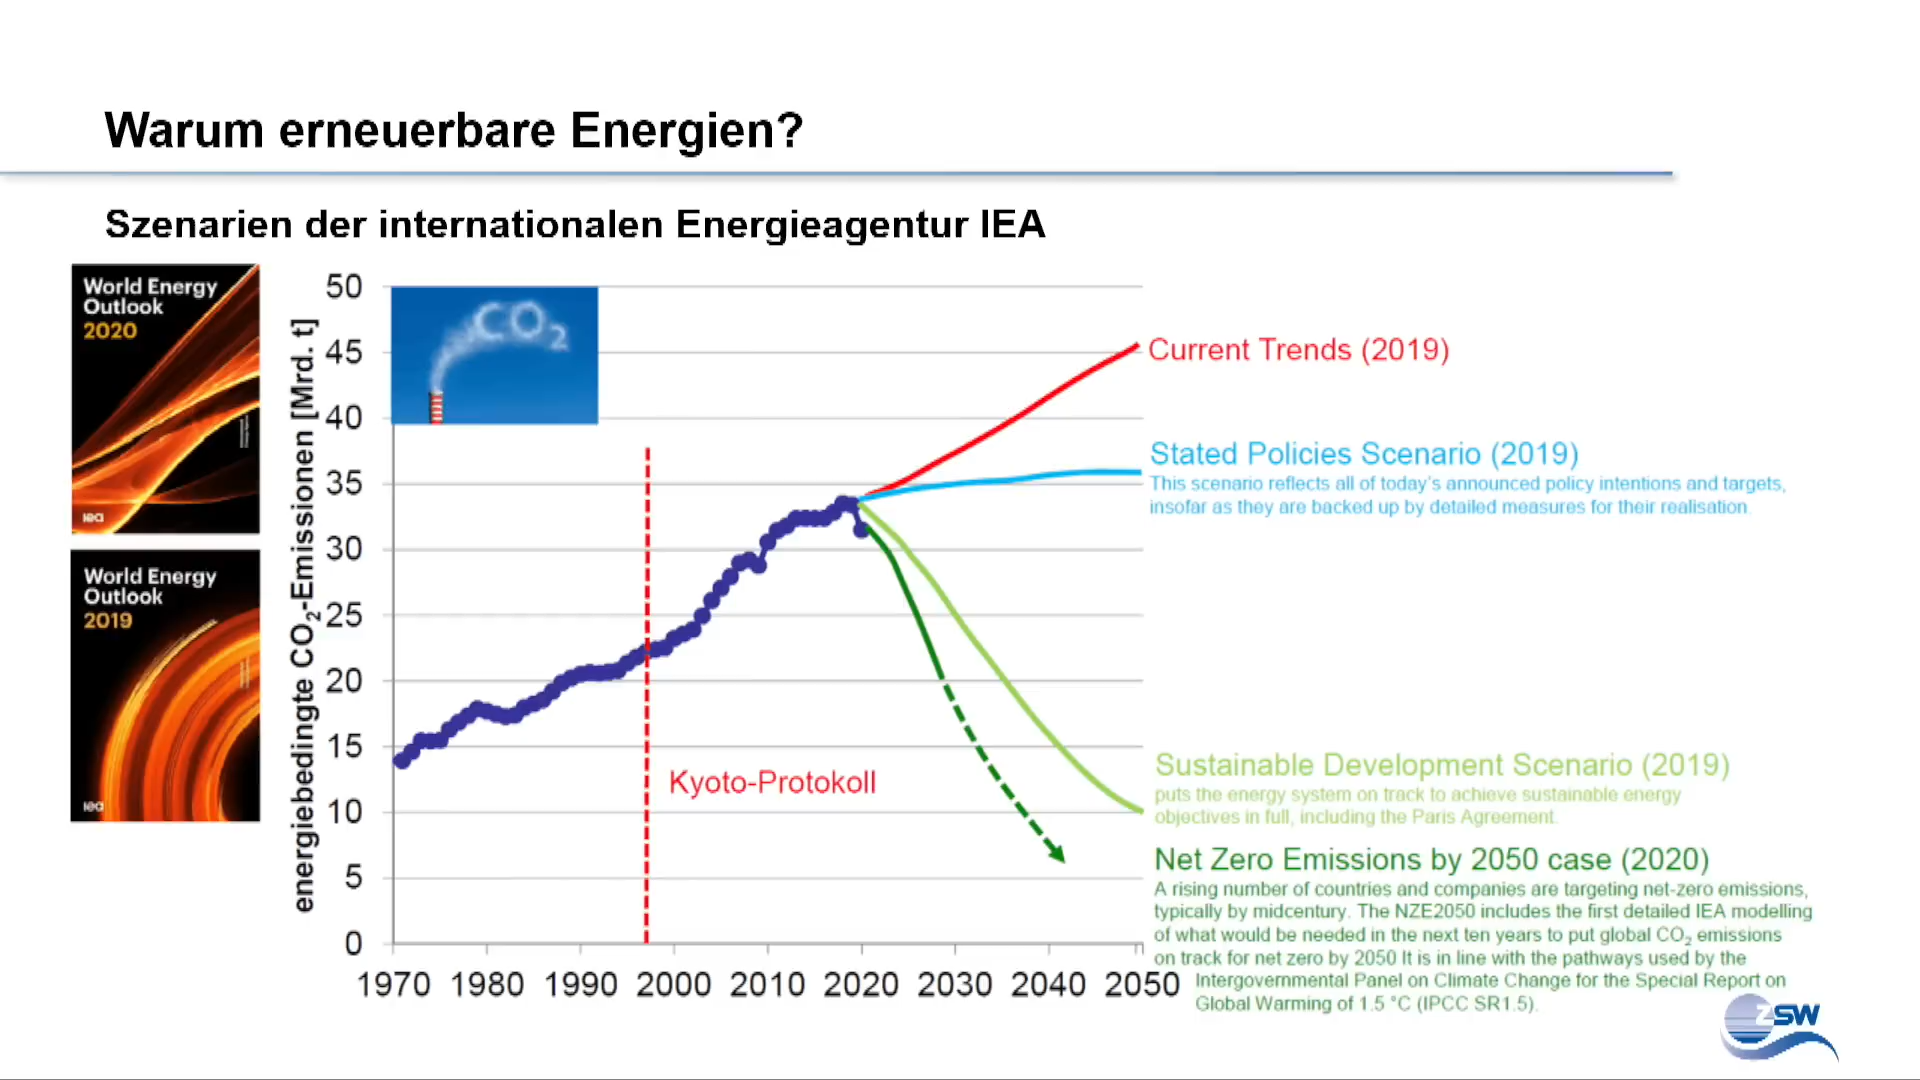 Warum erneuerbare Energien?
Szenarien der internationalen Energieagentur IEA
World Energy
Outlook
2020
iea
World Energy
Outlook
2019
iea
energiebedingte CO₂-Emissionen [Mrd. t]
50
45
40
35
30
25
20
15
10
5
0
CO₂
Kyoto-Protokoll
1970 1980 1990 2000 2010 2020 2030 2040 2050
Current Trends (2019)
Stated Policies Scenario (2019)
This scenario reflects all of today's announced policy intentions and targets,
insofar as they are backed up by detailed measures for their realisation.
Sustainable Development Scenario (2019)
puts the energy system on track to achieve sustainable energy
objectives in full, including the Paris Agreement.
Net Zero Emissions by 2050 case (2020)
A rising number of countries and companies are targeting net-zero emissions,
typically by midcentury. The NZE2050 includes the first detailed IEA modelling
of what would be needed in the next ten years to put global CO₂ emissions
on track for net zero by 2050 It is in line with the pathways used by the
Intergovernmental Panel on Climate Change for the Special Report on
Global Warming of 1.5 °C (IPCC SR1.5).
ZSW